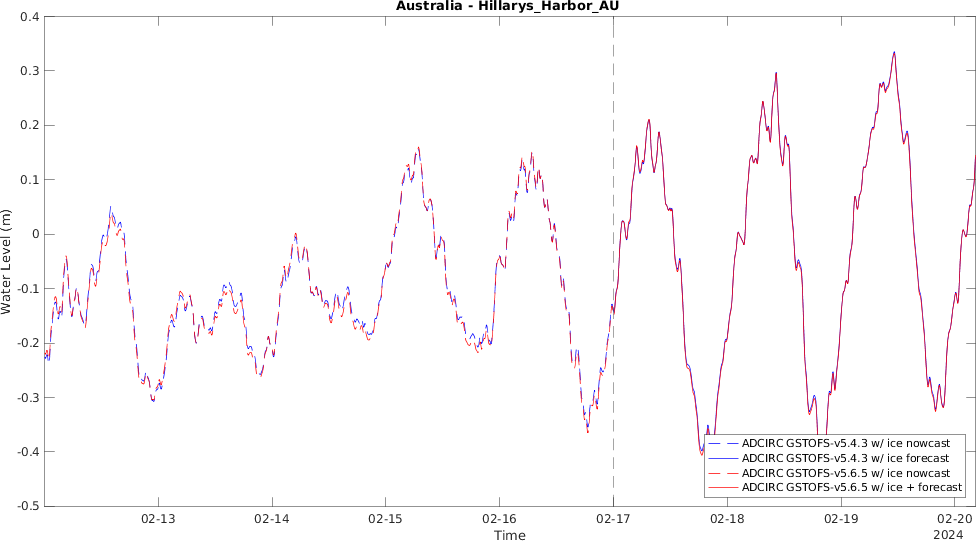 Australia - Hillarys_Harbor_AU
0.4
0.3
0.2
0.1
0
-0.1
-0.2
-0.3
-0.4
-0.5
Water Level (m)
ADCIRC GSTOFS-v5.4.3 w/ ice nowcast
ADCIRC GSTOFS-v5.4.3 w/ ice forecast
ADCIRC GSTOFS-v5.6.5 w/ ice nowcast
ADCIRC GSTOFS-v5.6.5 w/ ice + forecast
02-13 02-14 02-15 02-16 02-17 02-18 02-19 02-20
Time
2024